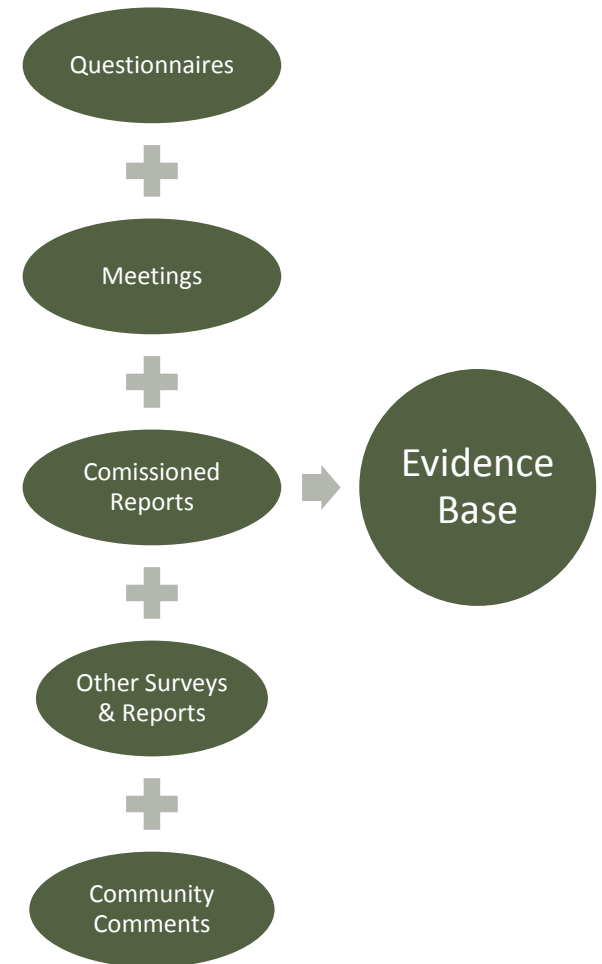 Questionnaires
Meetings
Comissioned
Reports
Other Surveys
& Reports
Community
Comments
Evidence
Base